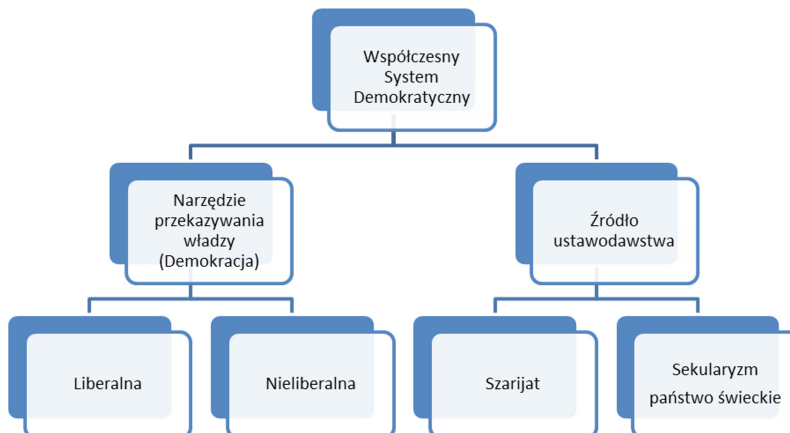 Współczesny
System
Demokratyczny
Narzędzie
przekazywania
władzy
(Demokracja)
Źródło
ustawodawstwa
Liberalna
Nieliberalna
Szarijat
Sekularyzm
państwo świeckie